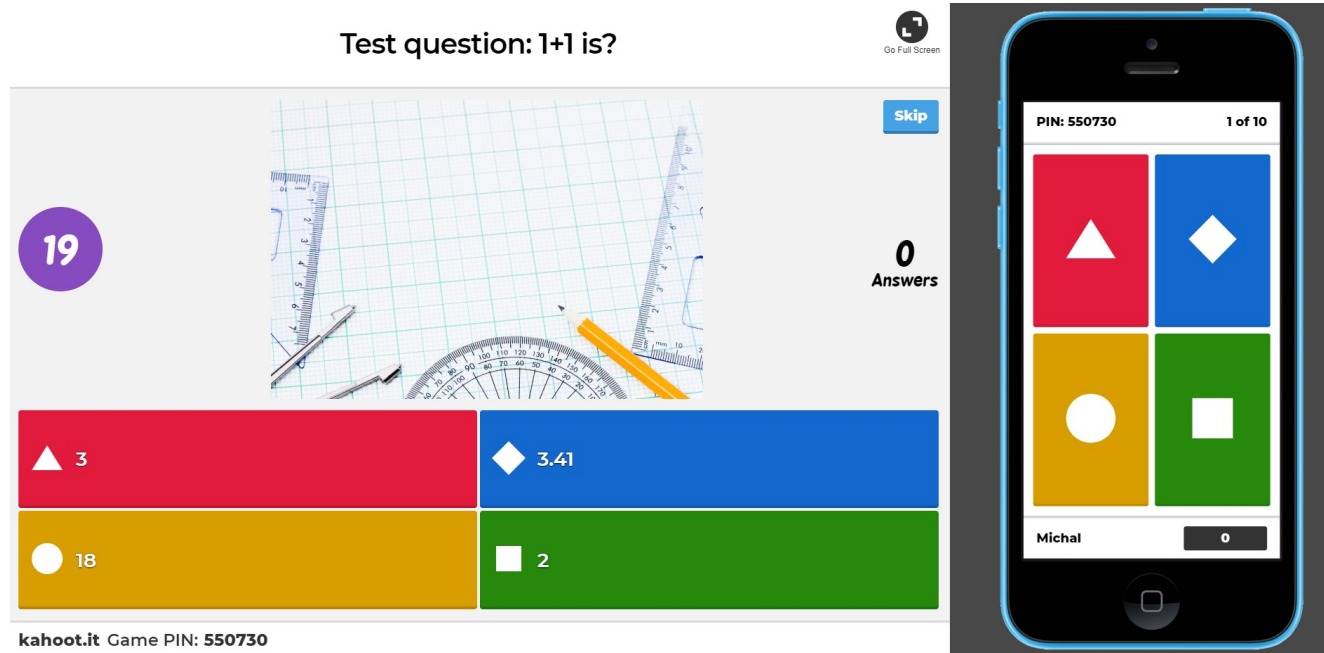 Test question: 1+1 is?
Go Full Screen
Skip
19
0
Answers
3
3.41
18
2
kahoot.it Game PIN: 550730
PIN: 550730 1 of 10
Michal 0